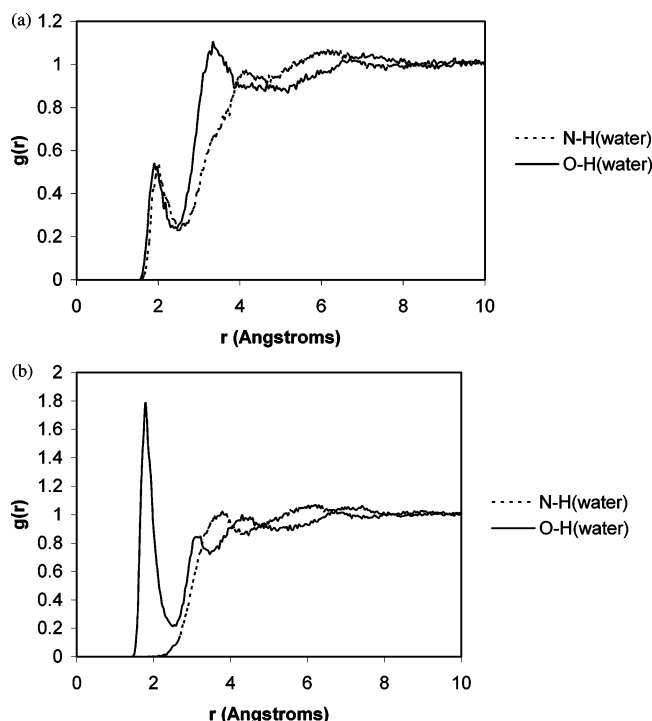 (a)
1.2
1
0.8
0.6
0.4
0.2
0
g(r)
0 2 4 6 8 10
r (Angstroms)
N-H(water)
O-H(water)
(b)
2
1.8
1.6
1.4
1.2
1
0.8
0.6
0.4
0.2
0
g(r)
0 2 4 6 8 10
r (Angstroms)
N-H(water)
O-H(water)